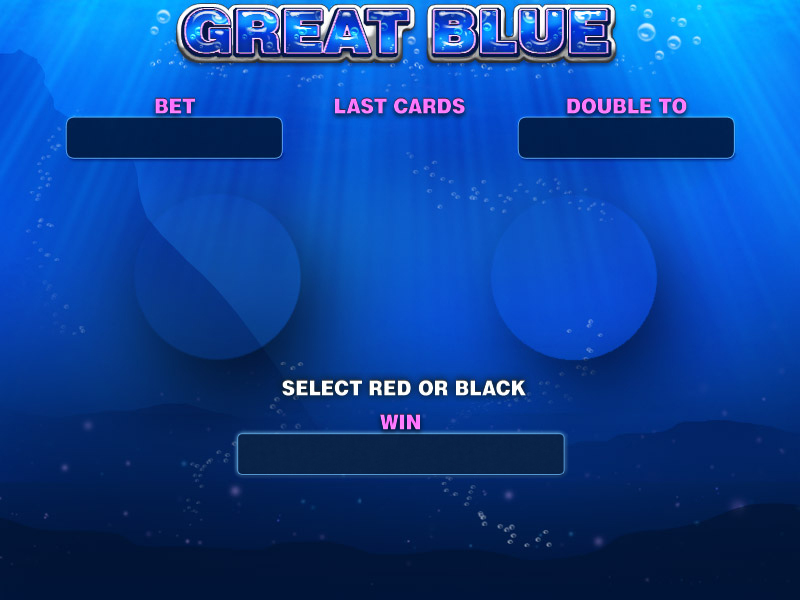 GREAT BLUE
BET
LAST CARDS
DOUBLE TO
SELECT RED OR BLACK
WIN